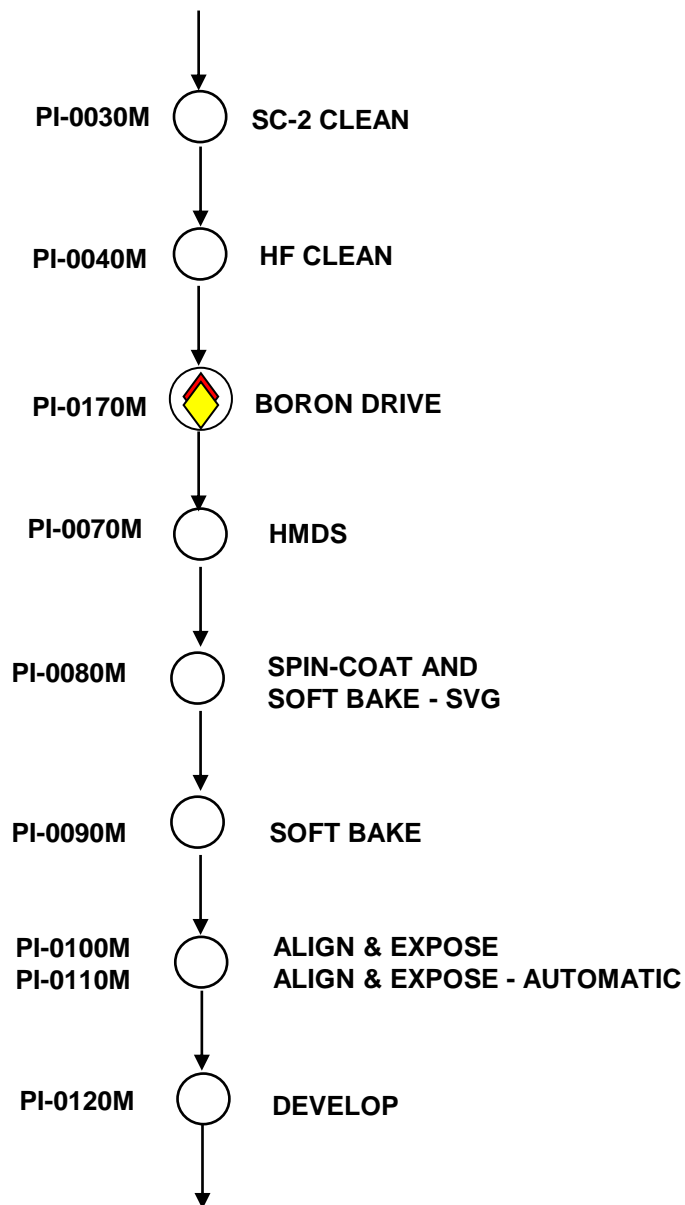 PI-0030M SC-2 CLEAN
PI-0040M HF CLEAN
PI-0170M BORON DRIVE
PI-0070M HMDS
PI-0080M SPIN-COAT AND
SOFT BAKE - SVG
PI-0090M SOFT BAKE
PI-0100M ALIGN & EXPOSE
PI-0110M ALIGN & EXPOSE - AUTOMATIC
PI-0120M DEVELOP